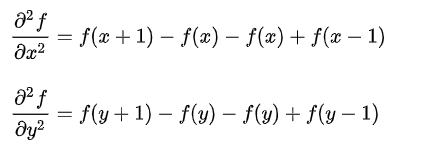 ∂²f/∂x² = f(x + 1) − f(x) − f(x) + f(x − 1)
∂²f/∂y² = f(y + 1) − f(y) − f(y) + f(y − 1)